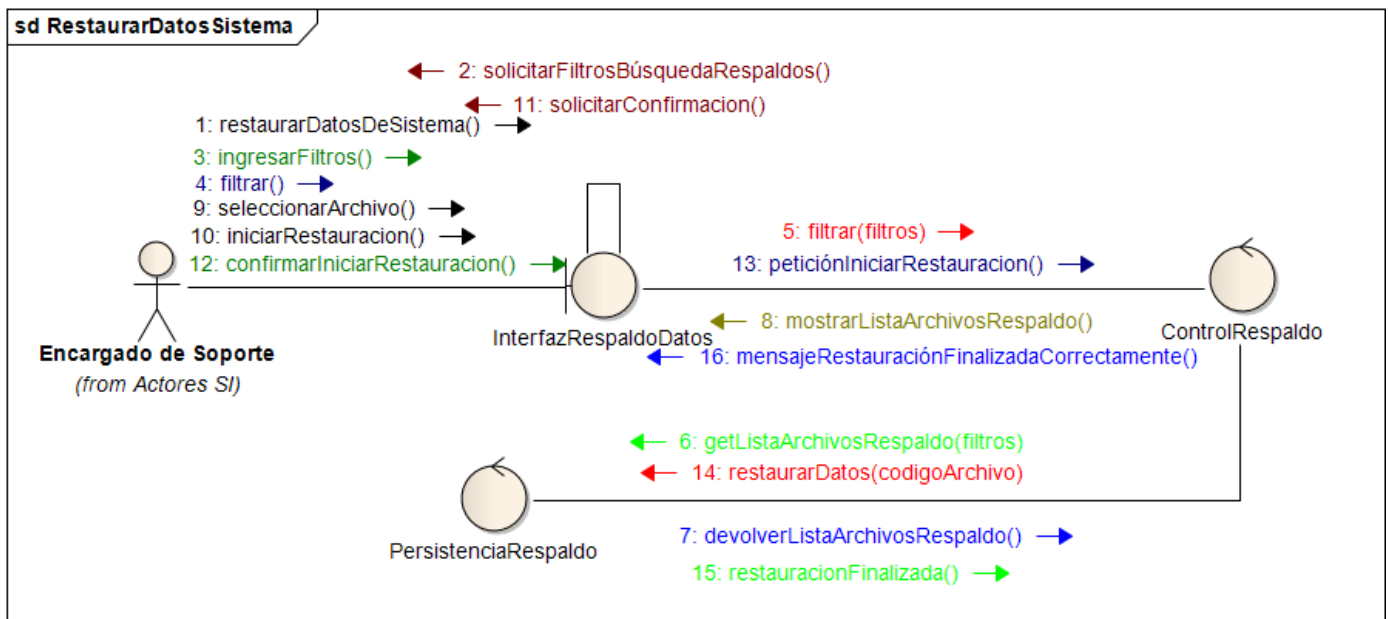 sd RestaurarDatosSistema
2: solicitarFiltrosBúsquedaRespaldos()
11: solicitarConfirmacion()
1: restaurarDatosDeSistema()
3: ingresarFiltros()
4: filtrar()
9: seleccionarArchivo()
10: iniciarRestauracion()
12: confirmarIniciarRestauracion()
5: filtrar(filtros)
13: peticiónIniciarRestauracion()
8: mostrarListaArchivosRespaldo()
16: mensajeRestauraciónFinalizadaCorrectamente()
InterfazRespaldoDatos
ControlRespaldo
Encargado de Soporte
(from Actores SI)
6: getListaArchivosRespaldo(filtros)
14: restaurarDatos(codigoArchivo)
PersistenciaRespaldo
7: devolverListaArchivosRespaldo()
15: restauracionFinalizada()